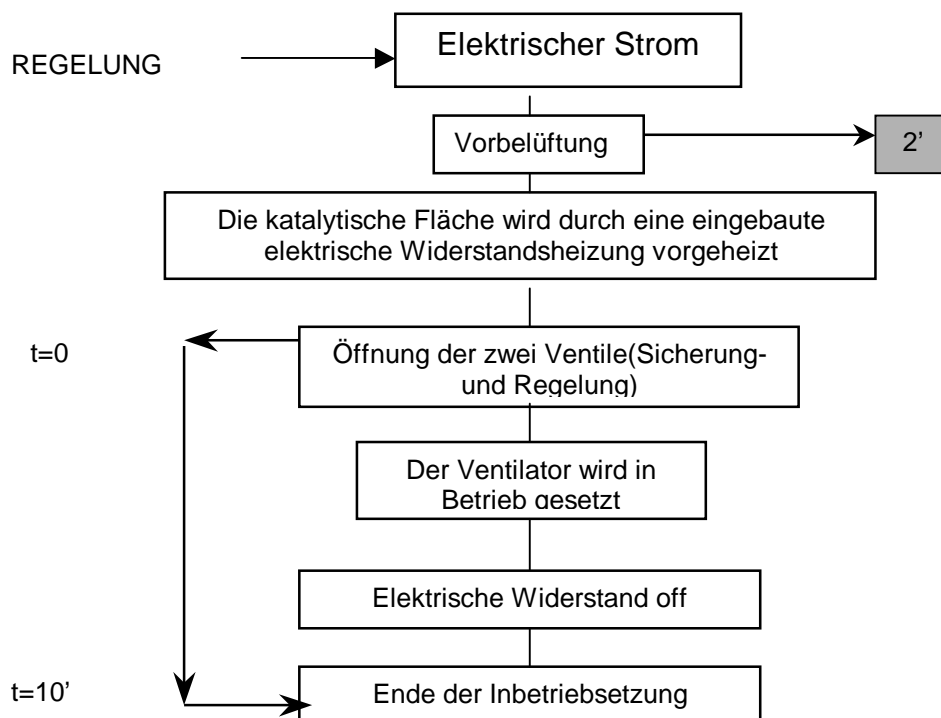 Elektrischer Strom
REGELUNG
Vorbelüftung
2'
Die katalytische Fläche wird durch eine eingebaute
elektrische Widerstandsheizung vorgeheizt
t=0
Öffnung der zwei Ventile(Sicherung-
und Regelung)
Der Ventilator wird in
Betrieb gesetzt
Elektrische Widerstand off
t=10'
Ende der Inbetriebsetzung